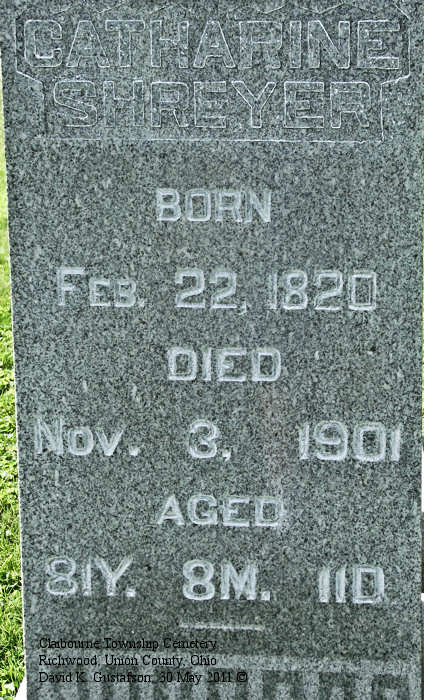 CATHARINE
SHREYER
BORN
FEB. 22, 1820
DIED
NOV. 3, 1901
AGED
81Y. 8M. 11D
Claibourne Township Cemetery
Richwood, Union County, Ohio
David K. Gustafson, 30 May 2011 ©